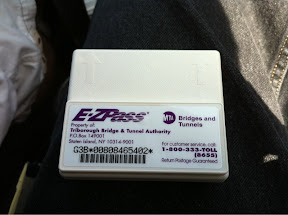 E-ZPass®
MTA Bridges and
Tunnels
Property of:
Triborough Bridge & Tunnel Authority
P.O.Box 149001
Staten Island, NY 10314-9001
For customer service call:
1-800-333-TOLL
(8655)
Return Postage Guaranteed
G3B*00808465402*